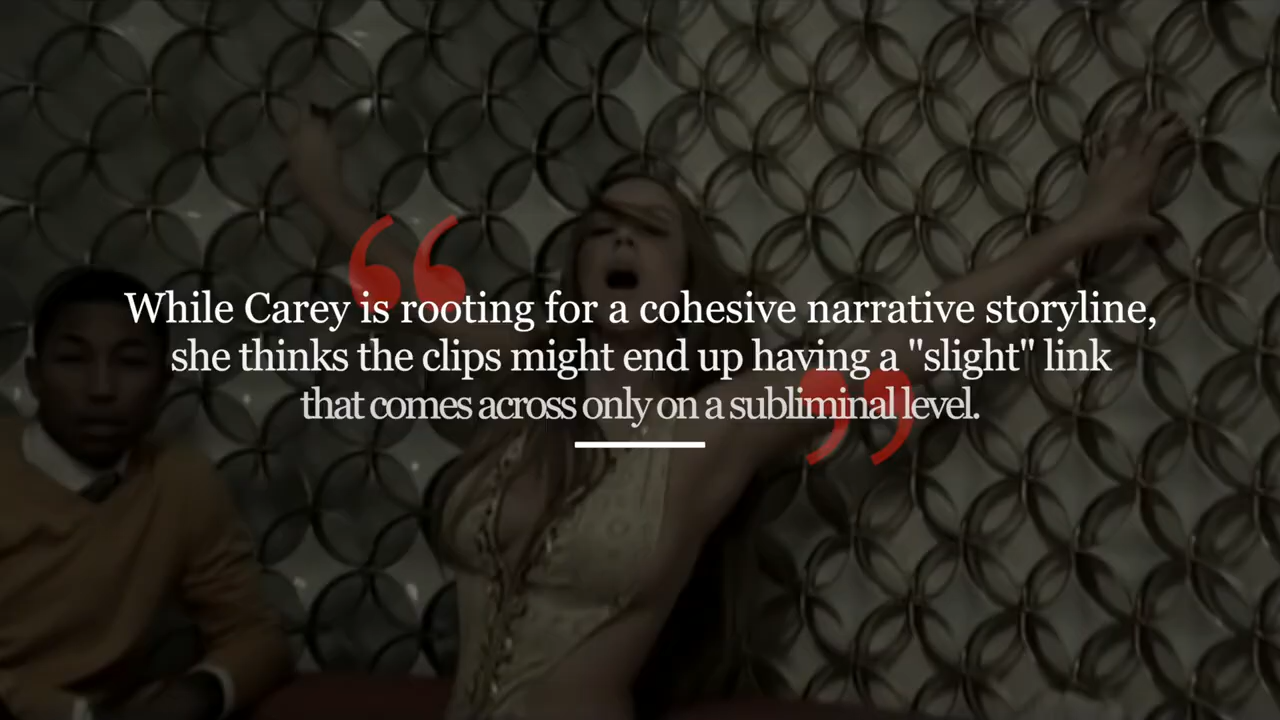 While Carey is rooting for a cohesive narrative storyline,
she thinks the clips might end up having a "slight" link
that comes across only on a subliminal level.